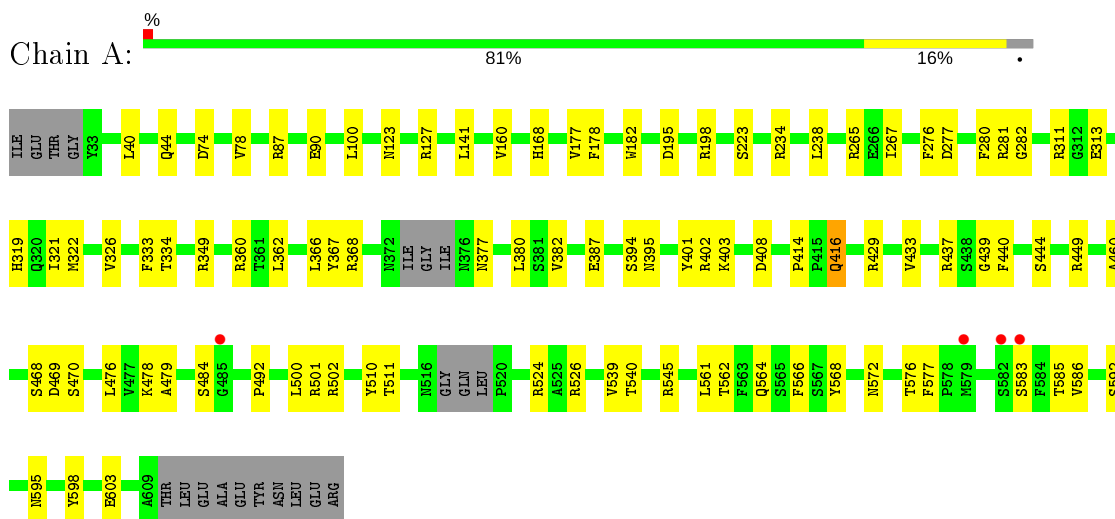 %
Chain A:
81% 16% •
ILE GLU THR GLY Y33 L40 Q44 D74 V78 R87 E90 L100 N123 R127 L141 V160 H168 V177 F178 W182 D195 R198 S223 R234 L238 R265 E266 I267 F276 D277 F280 R281 G282 R311 G312 E313
H319 Q320 I321 M322 V326 F333 T334 R349 R360 T361 L362 L366 Y367 R368 N372 ILE GLY ILE N376 N377 L380 S381 V382 E387 S394 N395 Y401 R402 K403 D408 P414 P415 Q416 R429 V433 R437 S438 G439 F440 S444 R449
S468 D469 S470 L476 V477 K478 A479 S484 G485 P492 L500 R501 R502 Y510 T511 N516 GLY GLN LEU P520 R524 A525 R526 V539 T540 R545 L561 T562 F563 Q564 S565 F566 S567 Y568 N572 T576 F577 P578 M579 S582 S583 F584 T585 V586
N595 Y598 E603 A609 THR LEU GLU ALA GLU TYR ASN LEU GLU ARG